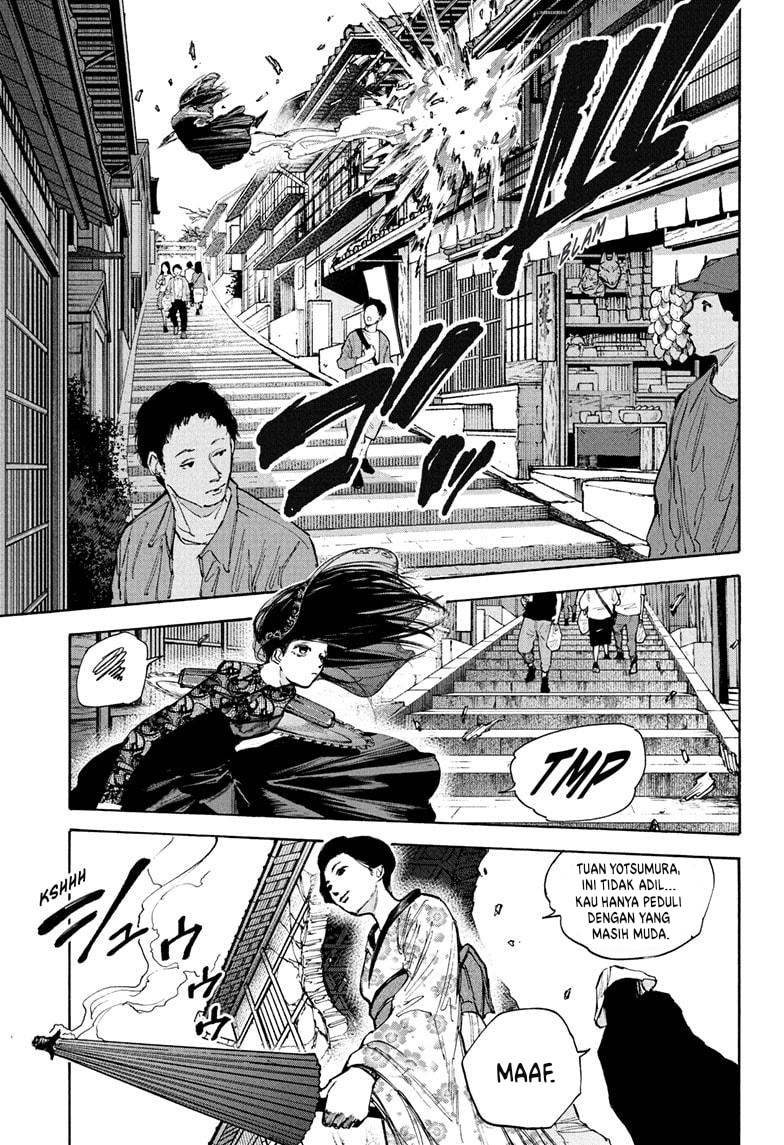 BLAM
TMP
TUAN YOTSUMURA,
INI TIDAK ADIL...
KAU HANYA PEDULI
DENGAN YANG
MASIH MUDA.
KSHHH
シュウウ
MAAF.